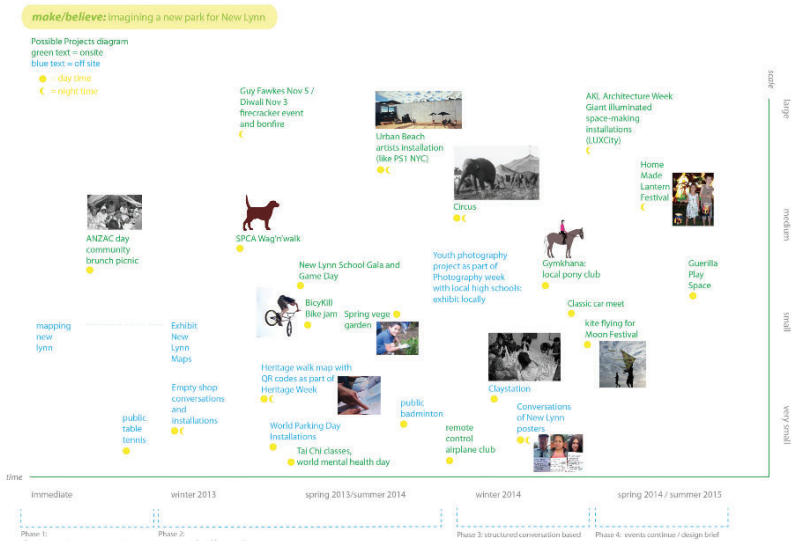 make/believe: imagining a new park for New Lynn
Possible Projects diagram
green text = onsite
blue text = off site
= day time
= night time
Guy Fawkes Nov 5 /
Diwali Nov 3
firecracker event
and bonfire
Urban Beach
artists installation
(like PS1 NYC)
AKL Architecture Week
Giant illuminated
space-making
installations
(LUXCity)
scale
large
Home
Made
Lantern
Festival
Circus
medium
ANZAC day
community
brunch picnic
SPCA Wag'n'walk
New Lynn School Gala and
Game Day
Youth photography
project as part of
Photography week
with local high schools:
exhibit locally
Gymkhana:
local pony club
Guerilla
Play
Space
BicyKill
Bike jam
Spring vege
garden
Classic car meet
kite flying for
Moon Festival
small
mapping
new
lynn
Exhibit
New
Lynn
Maps
Heritage walk map with
QR codes as part of
Heritage Week
Empty shop
conversations
and
installations
Claystation
public
table
tennis
World Parking Day
Installations
public
badminton
Conversations
of New Lynn
posters
very small
Tai Chi classes,
world mental health day
remote
control
airplane club
time
immediate
winter 2013
spring 2013/summer 2014
winter 2014
spring 2014 / summer 2015
Phase 1:
Phase 2:
Phase 3: structured conversation based
Phase 4: events continue / design brief